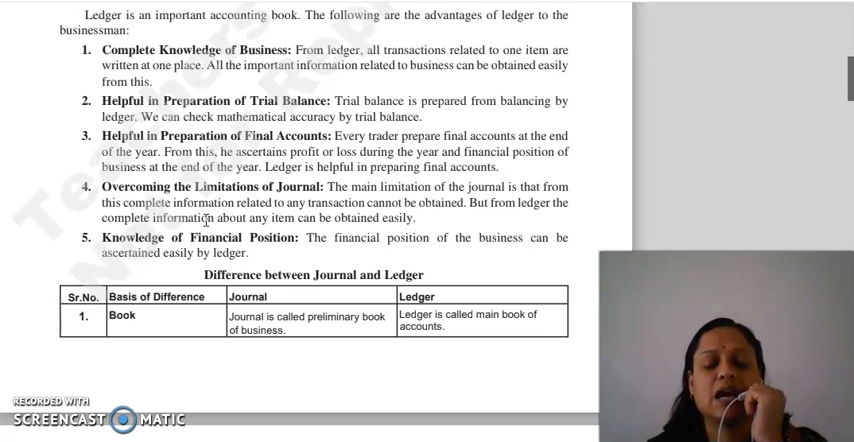 Ledger is an important accounting book. The following are the advantages of ledger to the
businessman:
1. Complete Knowledge of Business: From ledger, all transactions related to one item are
written at one place. All the important information related to business can be obtained easily
from this.
2. Helpful in Preparation of Trial Balance: Trial balance is prepared from balancing by
ledger. We can check mathematical accuracy by trial balance.
3. Helpful in Preparation of Final Accounts: Every trader prepare final accounts at the end
of the year. From this, he ascertains profit or loss during the year and financial position of
business at the end of the year. Ledger is helpful in preparing final accounts.
4. Overcoming the Limitations of Journal: The main limitation of the journal is that from
this complete information related to any transaction cannot be obtained. But from ledger the
complete information about any item can be obtained easily.
5. Knowledge of Financial Position: The financial position of the business can be
ascertained easily by ledger.
Difference between Journal and Ledger
Sr.No. Basis of Difference Journal Ledger
1. Book Journal is called preliminary book Ledger is called main book of
of business. accounts.
RECORDED WITH
SCREENCAST MATIC